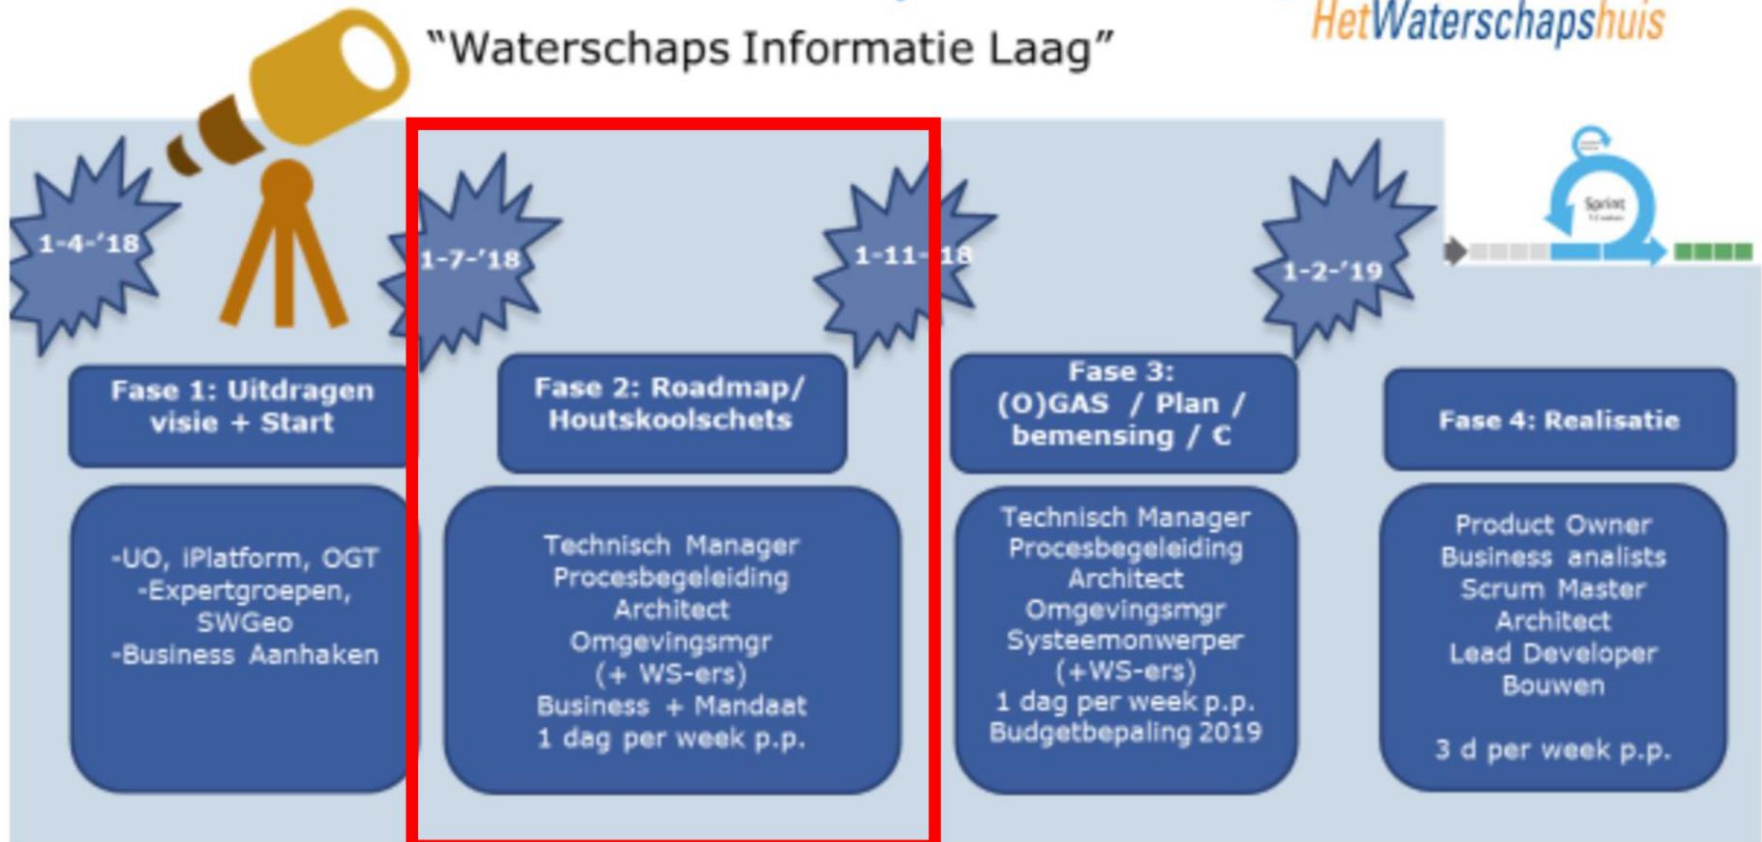 "Waterschaps Informatie Laag"
HetWaterschapshuis
1-4-'18
1-7-'18
1-11- 18
1-2-'19
Sprint
Fase 1: Uitdragen
visie + Start
-UO, iPlatform, OGT
-Expertgroepen,
SWGeo
-Business Aanhaken
Fase 2: Roadmap/
Houtskoolschets
Technisch Manager
Procesbegeleiding
Architect
Omgevingsmgr
(+ WS-ers)
Business + Mandaat
1 dag per week p.p.
Fase 3:
(O)GAS / Plan /
bemensing / €
Technisch Manager
Procesbegeleiding
Architect
Omgevingsmgr
Systeemonwerper
(+WS-ers)
1 dag per week p.p.
Budgetbepaling 2019
Fase 4: Realisatie
Product Owner
Business analists
Scrum Master
Architect
Lead Developer
Bouwen
3 d per week p.p.